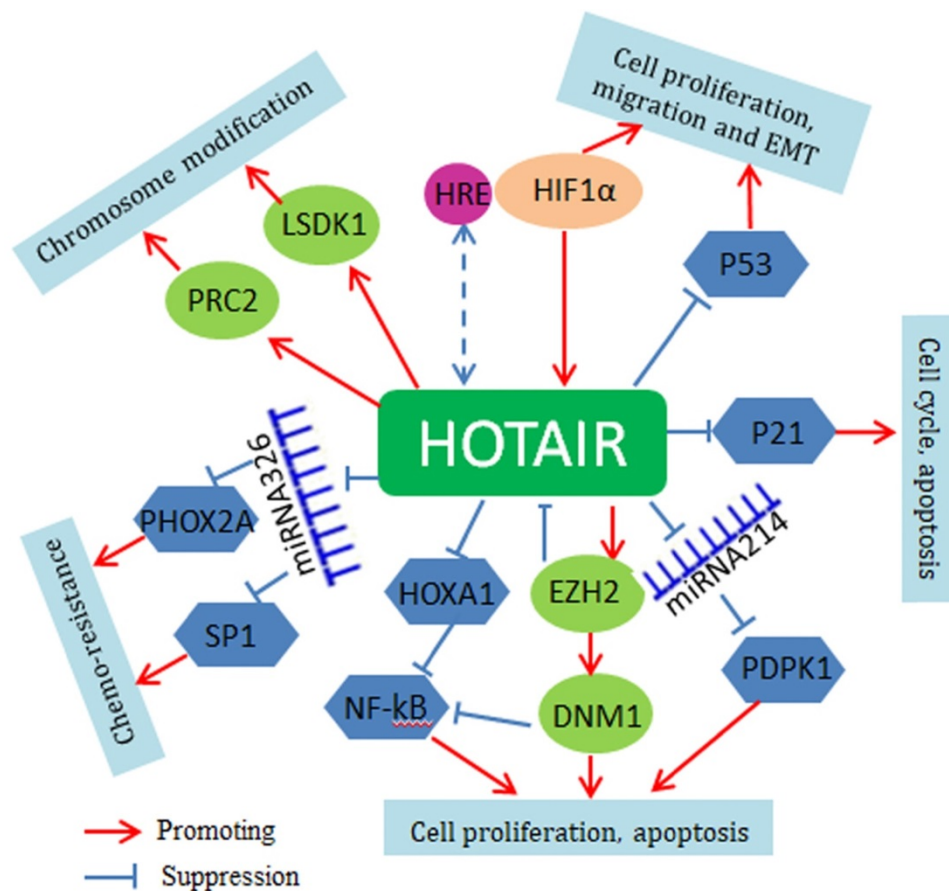 Cell proliferation,
migration and EMT
Chromosome modification
HRE
HIF1α
LSDK1
P53
PRC2
Cell cycle, apoptosis
HOTAIR
P21
miRNA326
PHOX2A
miRNA214
HOXA1
EZH2
Chemo-resistance
SP1
PDPK1
NF-kB
DNM1
Cell proliferation, apoptosis
Promoting
Suppression